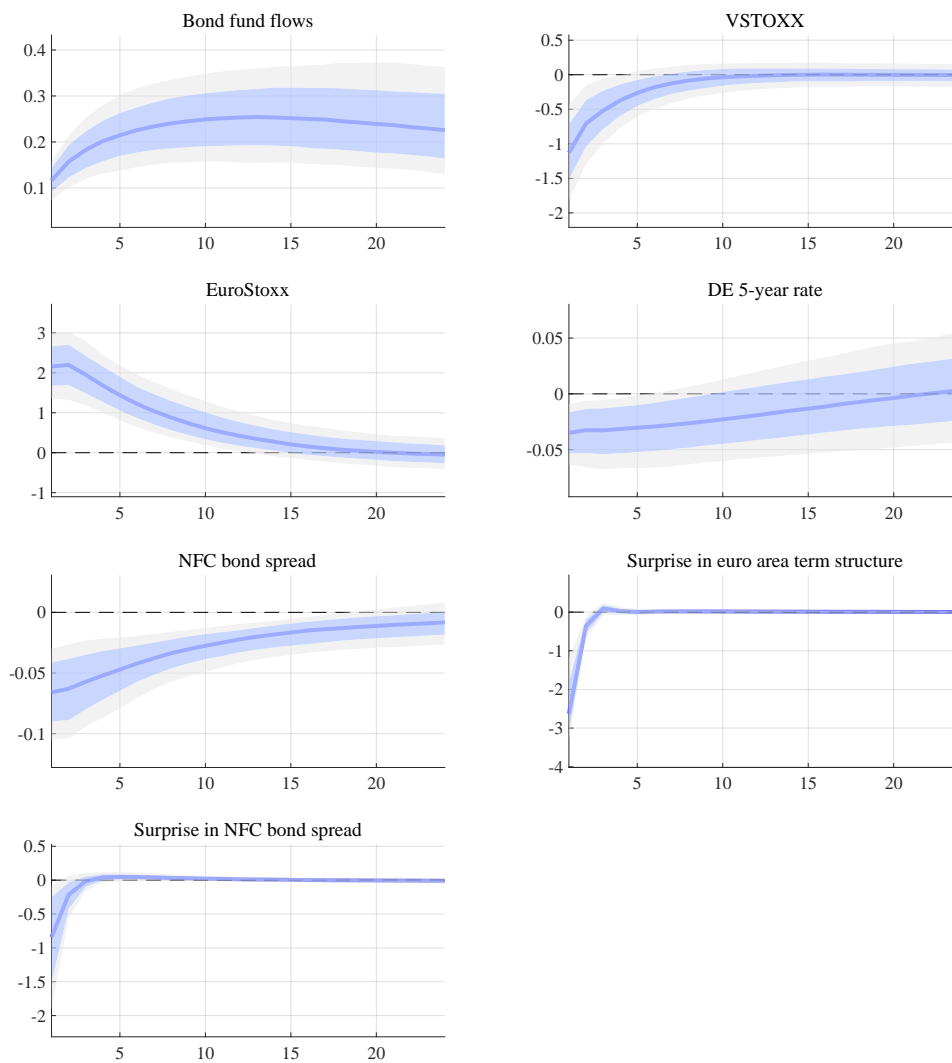 Bond fund flows
0.4
0.3
0.2
0.1
5 10 15 20
VSTOXX
0.5
0
-0.5
-1
-1.5
-2
5 10 15 20
EuroStoxx
3
2
1
0
-1
5 10 15 20
DE 5-year rate
0.05
0
-0.05
5 10 15 20
NFC bond spread
0
-0.05
-0.1
5 10 15 20
Surprise in euro area term structure
0
-1
-2
-3
-4
5 10 15 20
Surprise in NFC bond spread
0.5
0
-0.5
-1
-1.5
-2
5 10 15 20